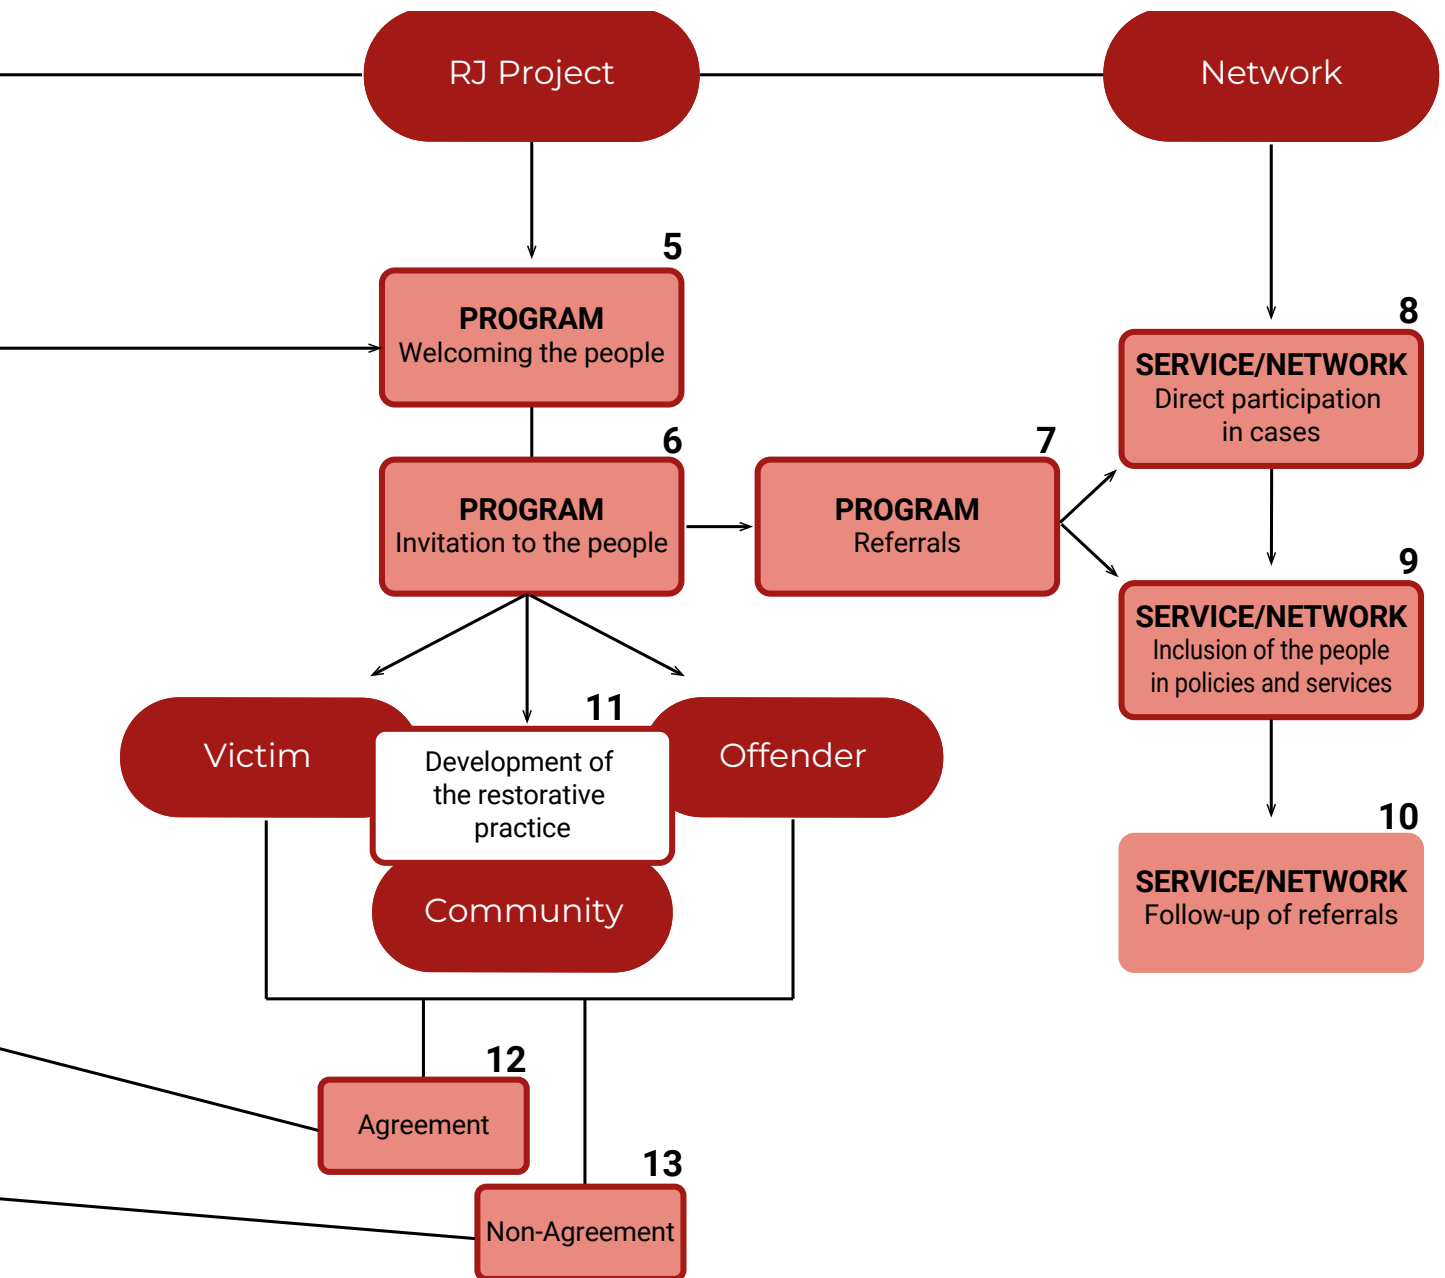 RJ Project
Network
5
PROGRAM
Welcoming the people
6
PROGRAM
Invitation to the people
7
PROGRAM
Referrals
8
SERVICE/NETWORK
Direct participation
in cases
9
SERVICE/NETWORK
Inclusion of the people
in policies and services
10
SERVICE/NETWORK
Follow-up of referrals
Victim
11
Development of
the restorative
practice
Offender
Community
12
Agreement
13
Non-Agreement